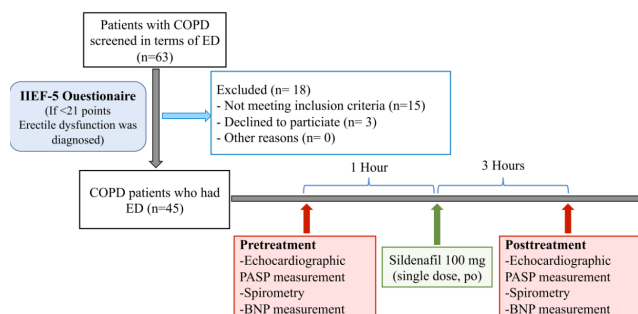 Patients with COPD
screened in terms of ED
(n=63)
IIEF-5 Ouestionaire
(If <21 points
Erectile dysfunction was
diagnosed)
Excluded (n= 18)
- Not meeting inclusion criteria (n=15)
- Declined to particiate (n= 3)
- Other reasons (n= 0)
COPD patients who had
ED (n=45)
1 Hour
3 Hours
Pretreatment
-Echocardiographic
PASP measurement
-Spirometry
-BNP measurement
Sildenafil 100 mg
(single dose, po)
Posttreatment
-Echocardiographic
PASP measurement
-Spirometry
-BNP measurement